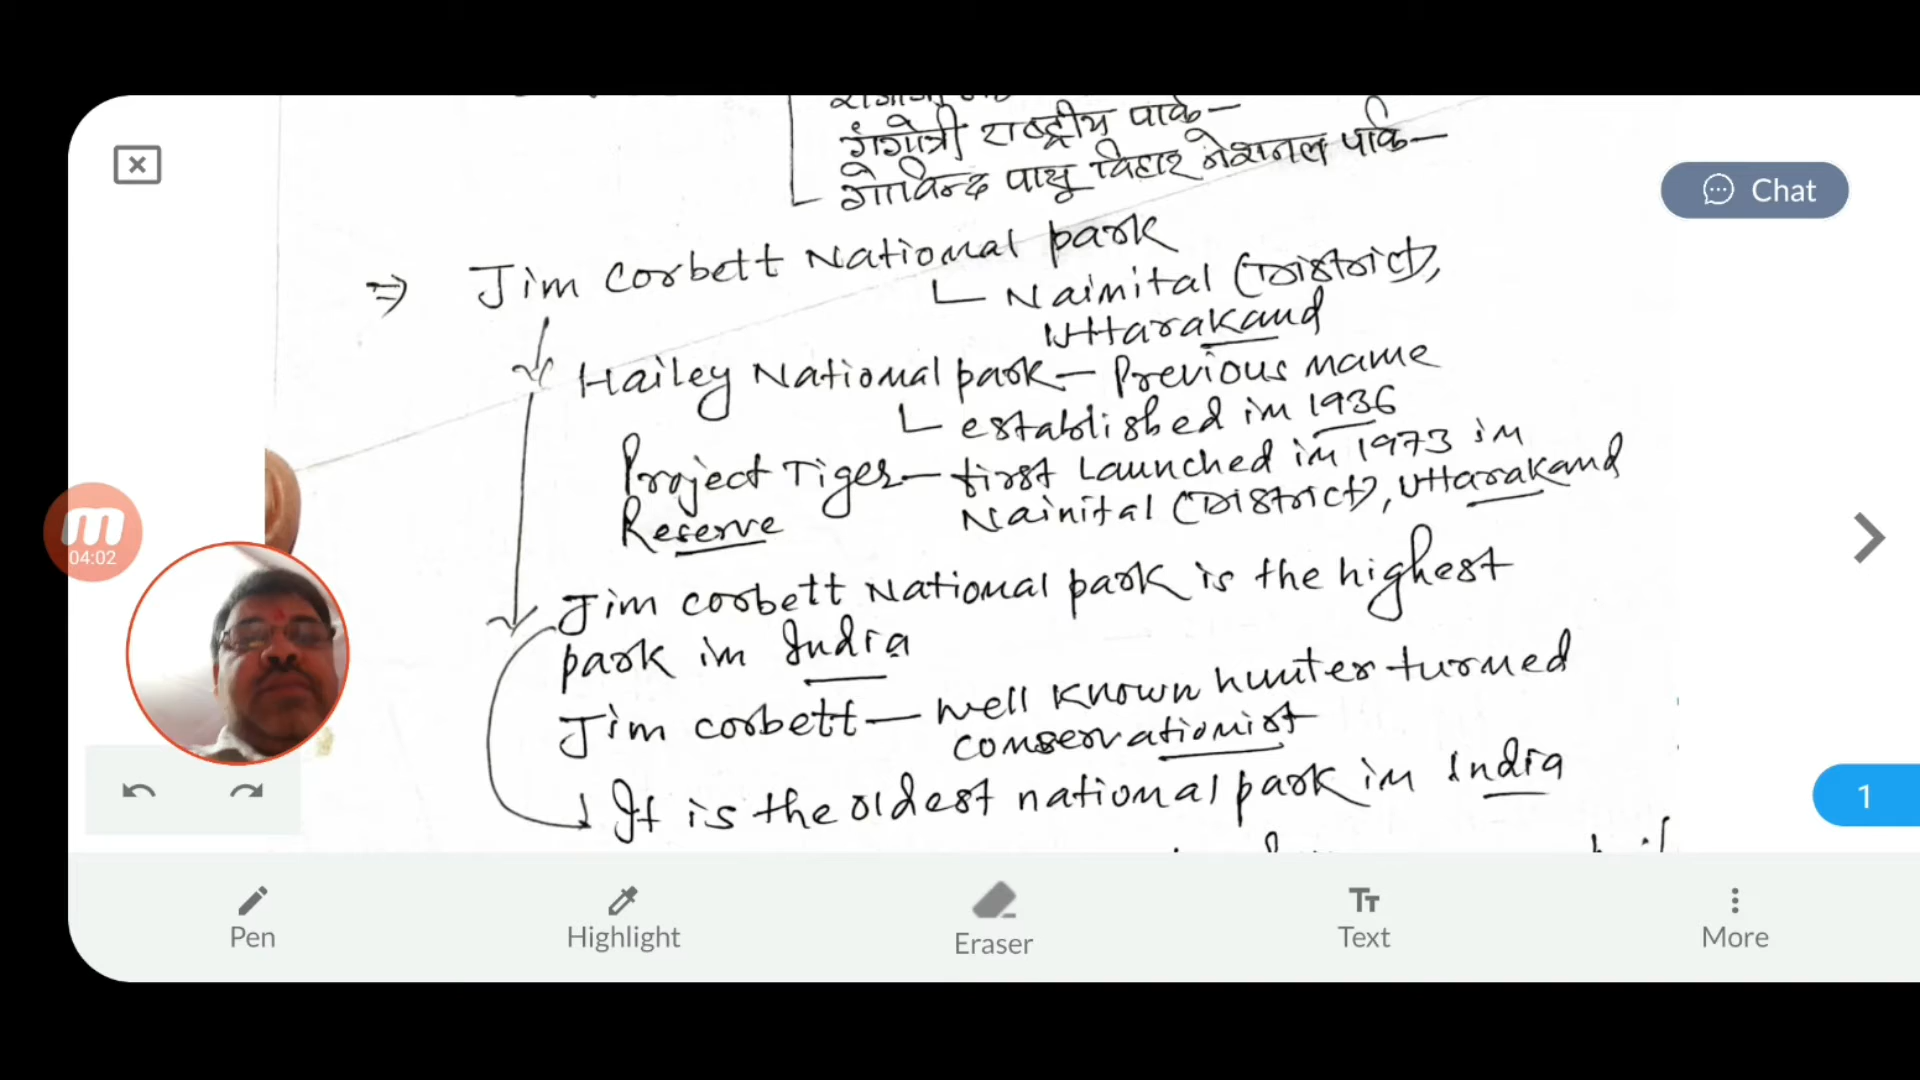 गंगोत्री राष्ट्रीय पार्क—
गोविन्द पाशु विहार नेशनल पार्क—
Chat
⇒ Jim Corbett National park
Nainital (District),
Uttarakand
Hailey National park — Previous name
established in 1936
Project Tiger — first Launched in 1973 in
Reserve Nainital (District), Uttarakand
04:02
Jim corbett National park is the highest
park in India
Jim corbett — well known hunter turned
conservationist
It is the oldest national park in India
1
Pen Highlight Eraser Text More